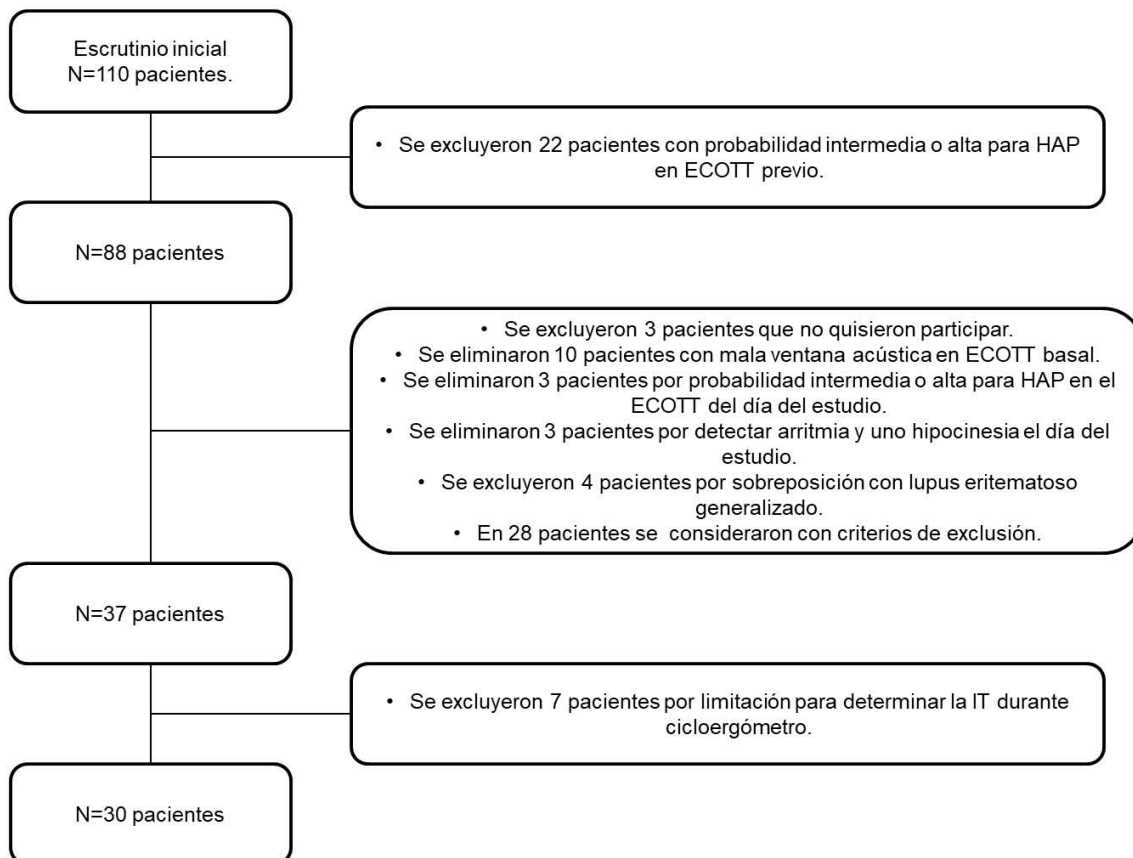 Escrutinio inicial
N=110 pacientes.
• Se excluyeron 22 pacientes con probabilidad intermedia o alta para HAP
en ECOTT previo.
N=88 pacientes
• Se excluyeron 3 pacientes que no quisieron participar.
• Se eliminaron 10 pacientes con mala ventana acústica en ECOTT basal.
• Se eliminaron 3 pacientes por probabilidad intermedia o alta para HAP en el
ECOTT del día del estudio.
• Se eliminaron 3 pacientes por detectar arritmia y uno hipocinesia el día del
estudio.
• Se excluyeron 4 pacientes por sobreposición con lupus eritematoso
generalizado.
• En 28 pacientes se consideraron con criterios de exclusión.
N=37 pacientes
• Se excluyeron 7 pacientes por limitación para determinar la IT durante
cicloergómetro.
N=30 pacientes